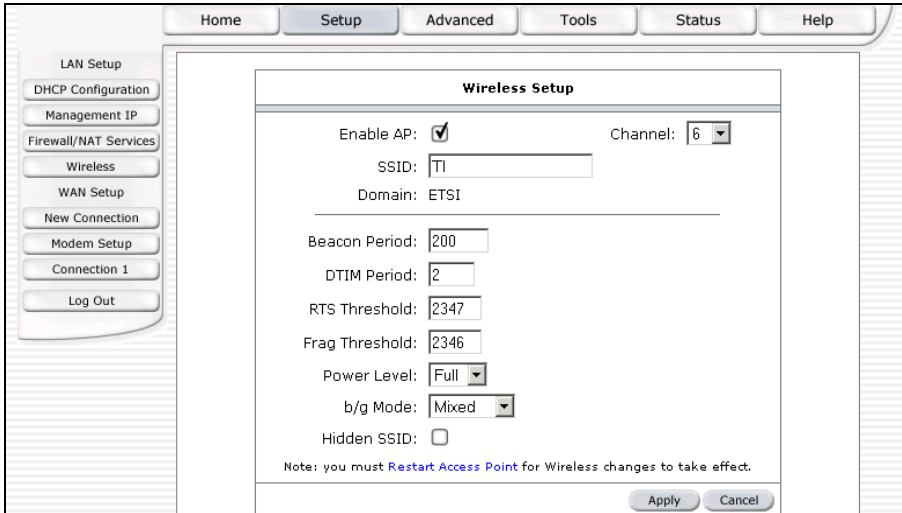 Home Setup Advanced Tools Status Help
LAN Setup
DHCP Configuration
Management IP
Firewall/NAT Services
Wireless
WAN Setup
New Connection
Modem Setup
Connection 1
Log Out
Wireless Setup
Enable AP: Channel: 6
SSID: TI
Domain: ETSI
Beacon Period: 200
DTIM Period: 2
RTS Threshold: 2347
Frag Threshold: 2346
Power Level: Full
b/g Mode: Mixed
Hidden SSID:
Note: you must Restart Access Point for Wireless changes to take effect.
Apply Cancel